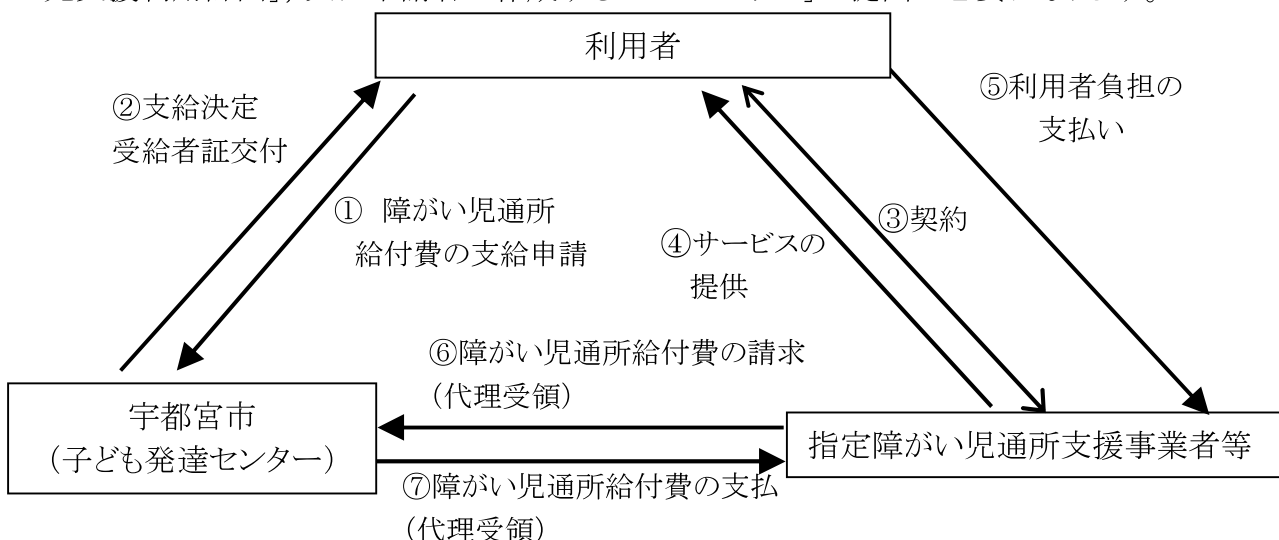 利用者
⑤利用者負担の
支払い
②支給決定
受給者証交付
① 障がい児通所
給付費の支給申請
③契約
④サービスの
提供
⑥障がい児通所給付費の請求
(代理受領)
宇都宮市
(子ども発達センター)
指定障がい児通所支援事業者等
⑦障がい児通所給付費の支払
(代理受領)